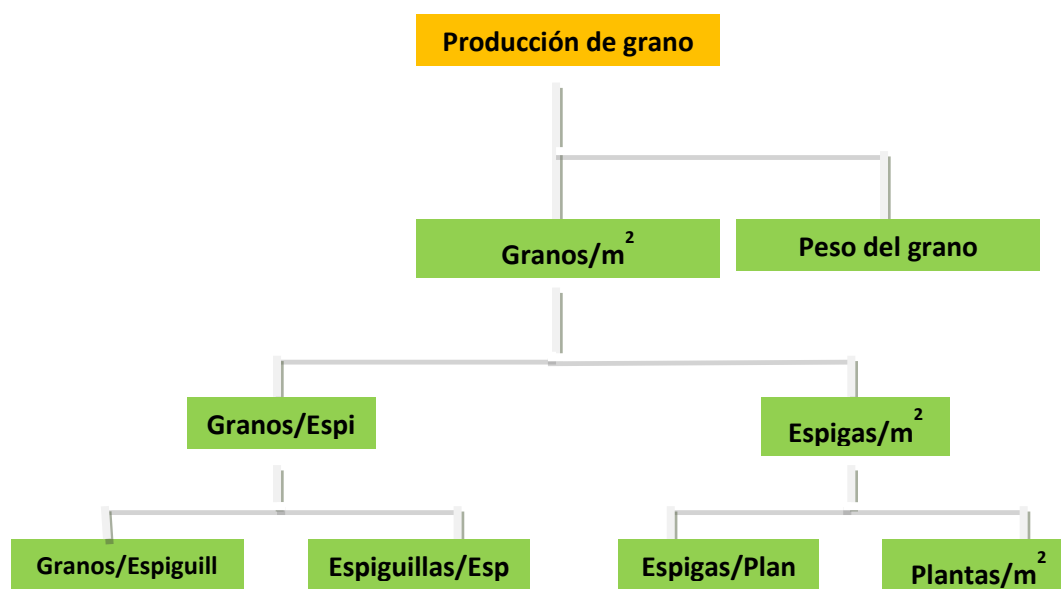 Producción de grano
Granos/m²
Peso del grano
Granos/Espi
Espigas/m²
Granos/Espiguill
Espiguillas/Esp
Espigas/Plan
Plantas/m²